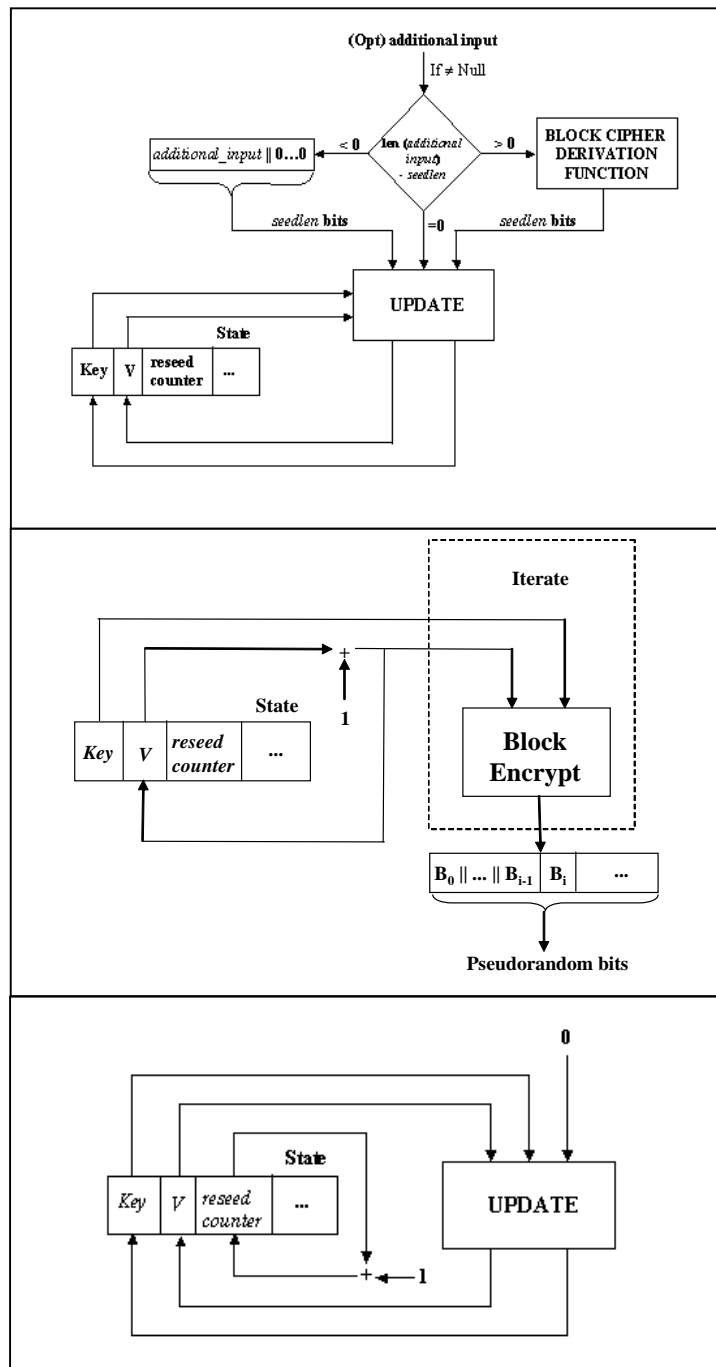 (Opt) additional input
If ≠ Null
< 0
> 0
additional_input || 0...0
len (additional
input)
- seedlen
BLOCK CIPHER
DERIVATION
FUNCTION
=0
seedlen bits
seedlen bits
UPDATE
State
Key
V
reseed
counter
...
Iterate
+
1
State
Key
V
reseed
counter
...
Block
Encrypt
B0 || ... || Bi-1
Bi
...
Pseudorandom bits
0
State
Key
V
reseed
counter
...
UPDATE
+
1